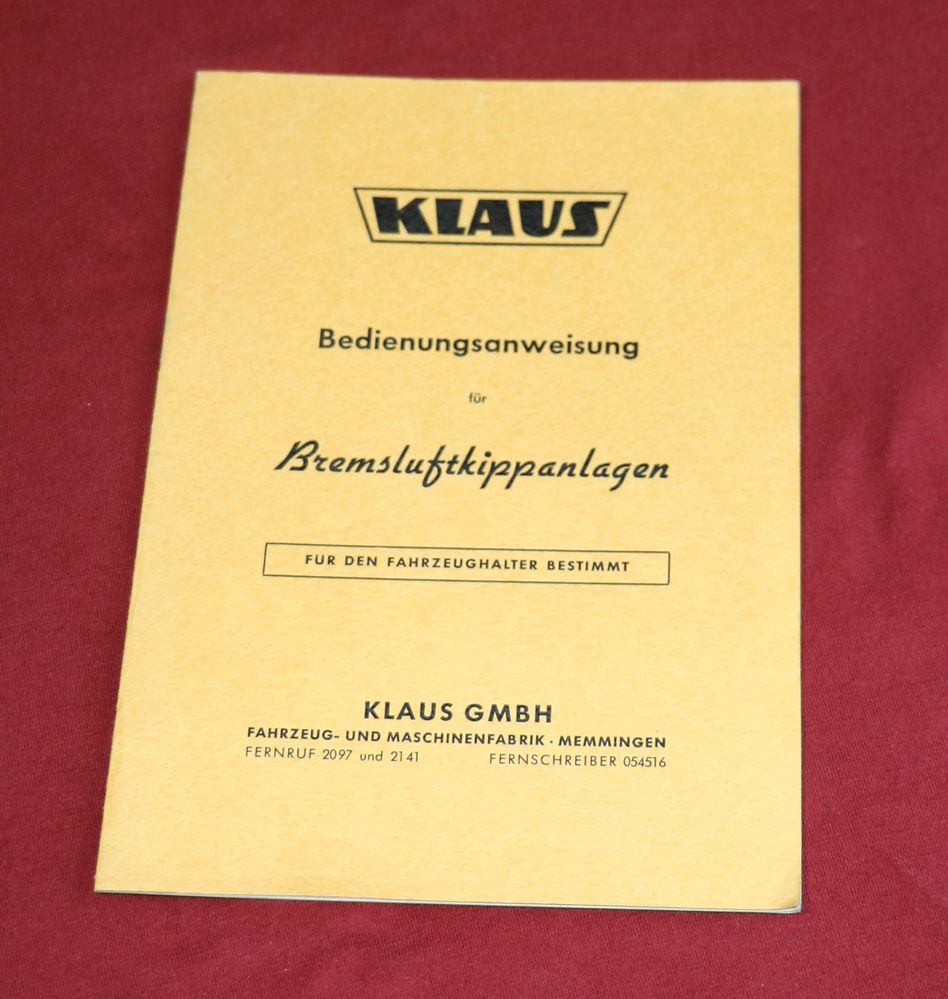 KLAUS
Bedienungsanweisung
für
Bremsluftkippanlagen
FUR DEN FAHRZEUGHALTER BESTIMMT
KLAUS GMBH
FAHRZEUG- UND MASCHINENFABRIK · MEMMINGEN
FERNRUF 2097 und 2141 FERNSCHREIBER 054516